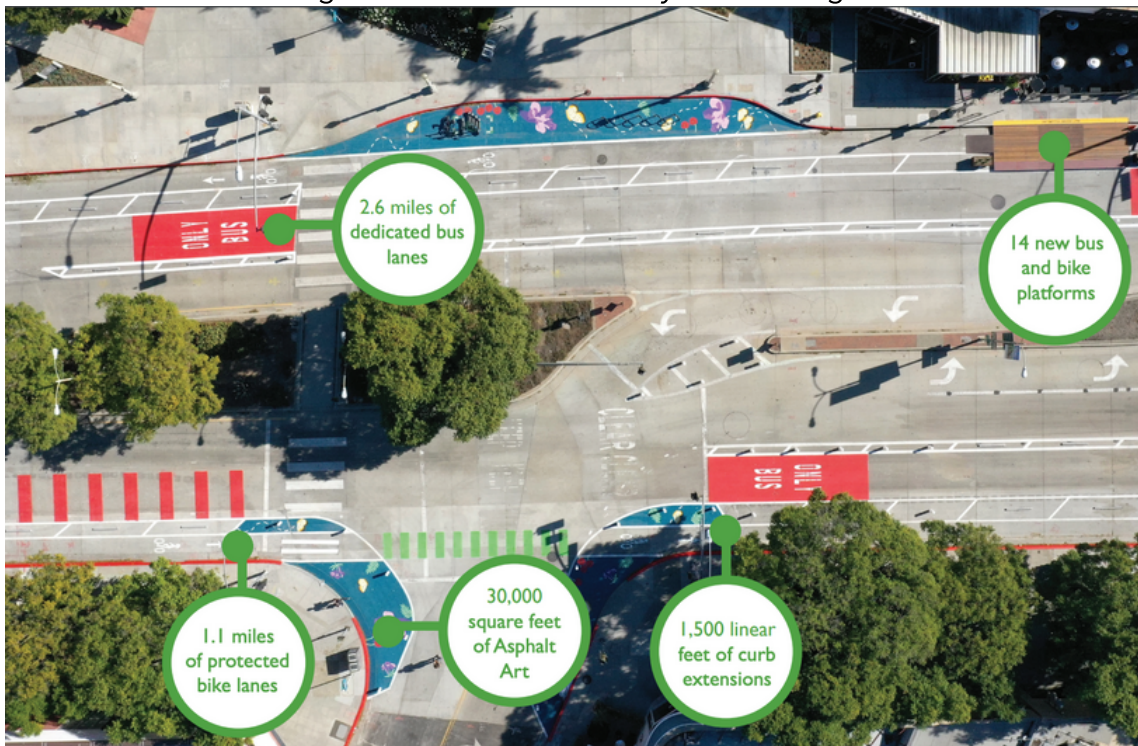 2.6 miles of
dedicated bus
lanes
14 new bus
and bike
platforms
ONLY
BUS
CLEAR
ONLY
BUS
1.1 miles
of protected
bike lanes
30,000
square feet
of Asphalt
Art
1,500 linear
feet of curb
extensions